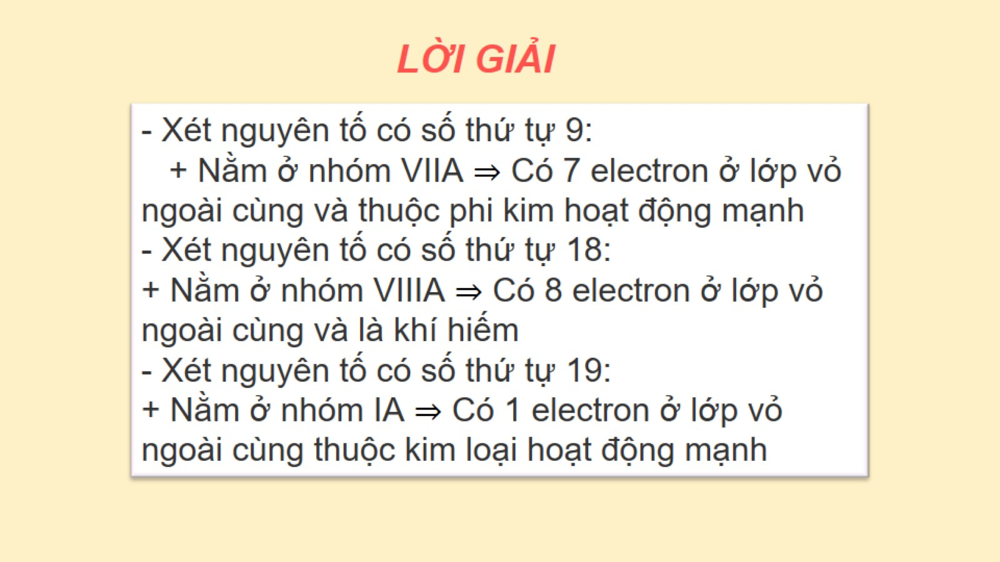 LỜI GIẢI
- Xét nguyên tố có số thứ tự 9:
+ Nằm ở nhóm VIIA ⇒ Có 7 electron ở lớp vỏ
ngoài cùng và thuộc phi kim hoạt động mạnh
- Xét nguyên tố có số thứ tự 18:
+ Nằm ở nhóm VIIIA ⇒ Có 8 electron ở lớp vỏ
ngoài cùng và là khí hiếm
- Xét nguyên tố có số thứ tự 19:
+ Nằm ở nhóm IA ⇒ Có 1 electron ở lớp vỏ
ngoài cùng thuộc kim loại hoạt động mạnh